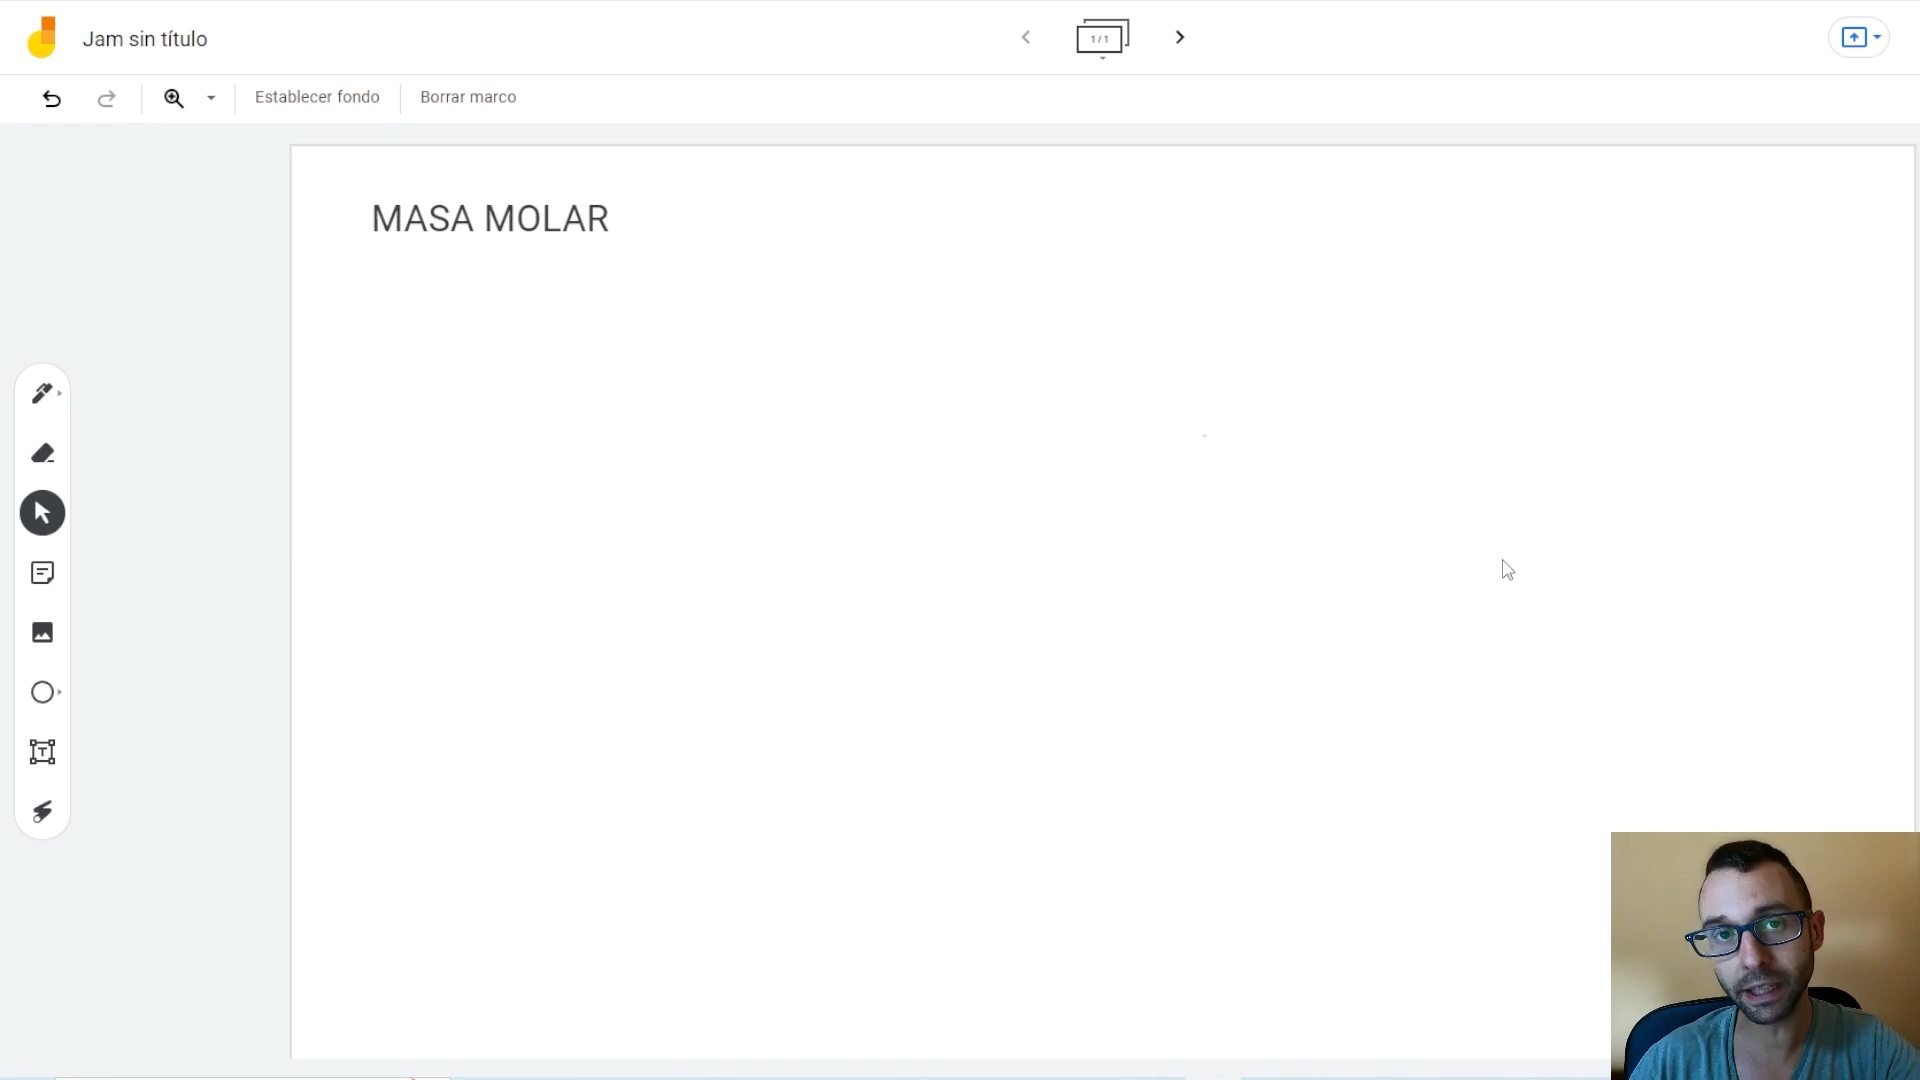 Jam sin título
1 / 1
Establecer fondo
Borrar marco
MASA MOLAR